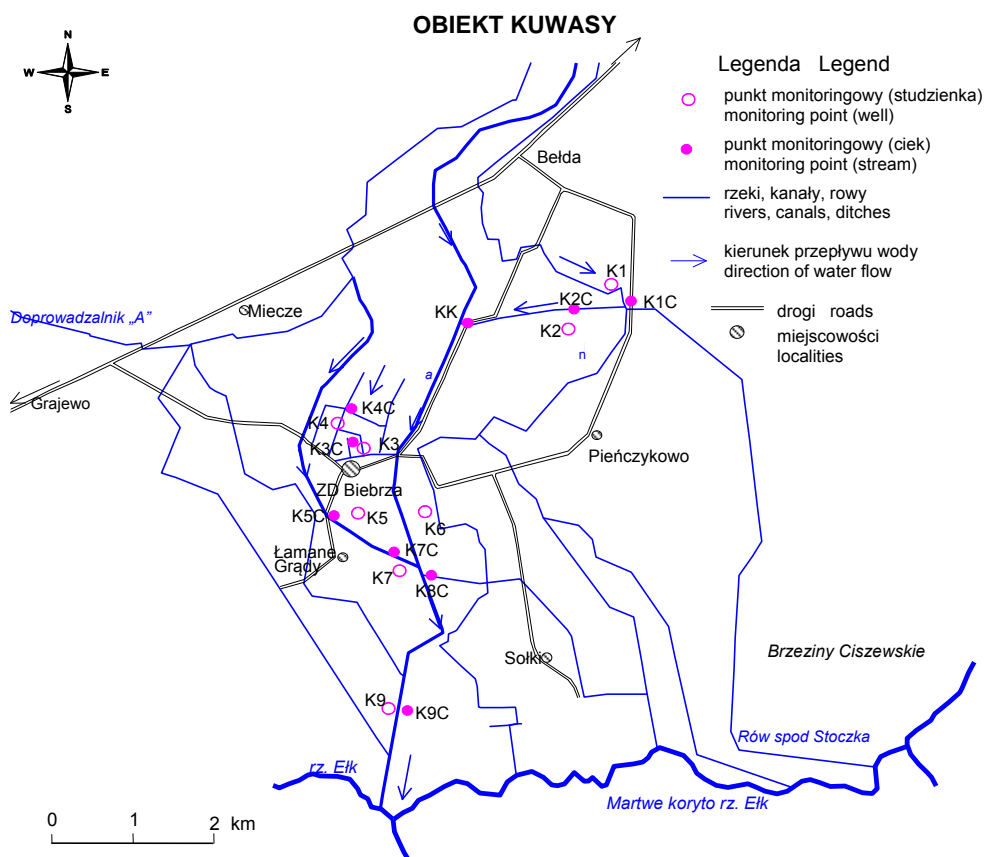 OBIEKT KUWASY
N
W E
S
Legenda Legend
punkt monitoringowy (studzienka)
monitoring point (well)
punkt monitoringowy (ciek)
monitoring point (stream)
rzeki, kanały, rowy
rivers, canals, ditches
kierunek przepływu wody
direction of water flow
drogi roads
miejscowości
localities
Bełda
K1
K2C
K1C
KK
K2
n
a
Miecze
Doprowadzalnik „A”
Grajewo
K4C
K4
K3C
K3
Pieńczykowo
ZD Biebrza
K5C
K5
K6
K7C
Łamane
Grądy
K7
K8C
Sołki
Brzeziny Ciszewskie
K9
K9C
Rów spod Stoczka
rz. Ełk
Martwe koryto rz. Ełk
0 1 2 km